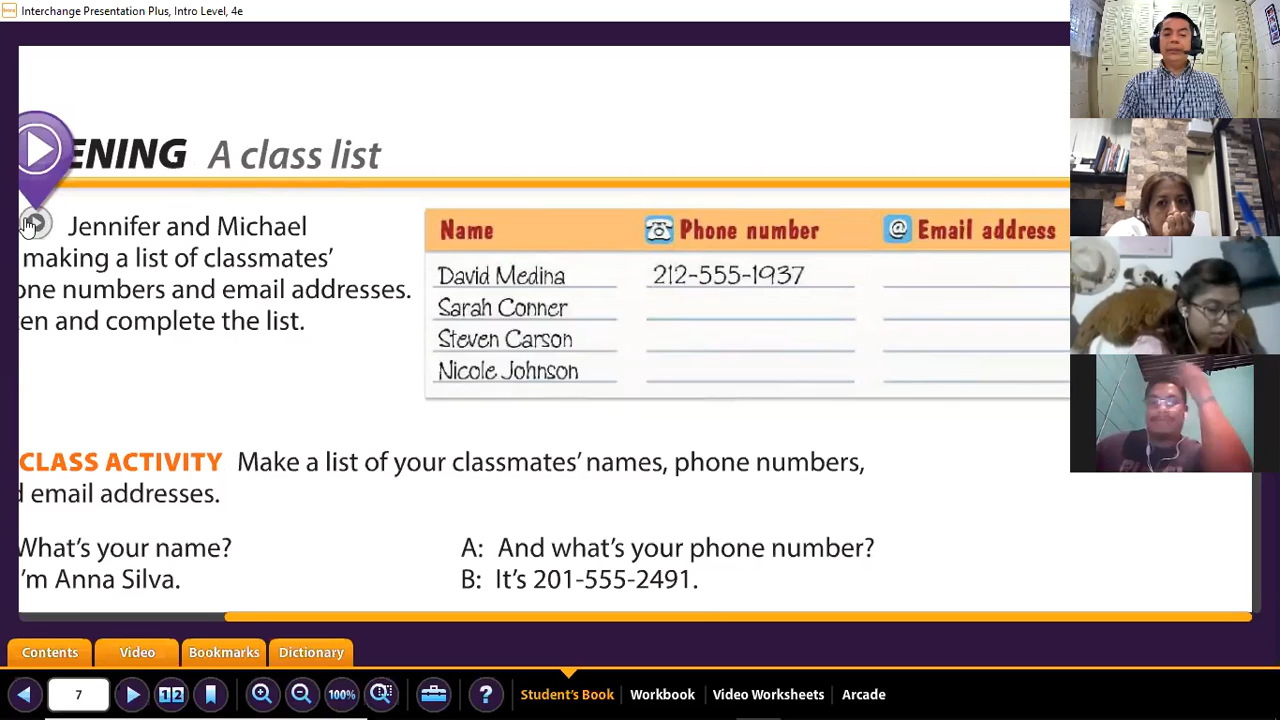 Interchange Presentation Plus, Intro Level, 4e
ENING A class list
Jennifer and Michael
making a list of classmates’
one numbers and email addresses.
ten and complete the list.
Name Phone number @ Email address
David Medina 212-555-1937
Sarah Conner
Steven Carson
Nicole Johnson
CLASS ACTIVITY Make a list of your classmates’ names, phone numbers,
d email addresses.
What’s your name? A: And what’s your phone number?
’m Anna Silva. B: It’s 201-555-2491.
Contents Video Bookmarks Dictionary
7 12 100% ? Student's Book Workbook Video Worksheets Arcade